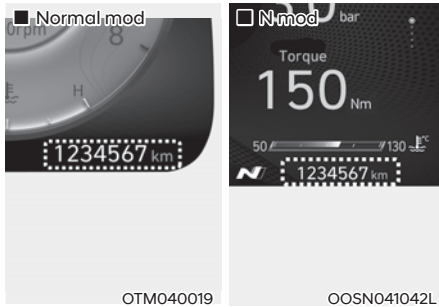 ■ Normal mod
0rpm
8
H
1234567 km
OTM040019
□ N mod
bar
Torque
150 Nm
50 130 °C
N 1234567 km
OOSN041042L